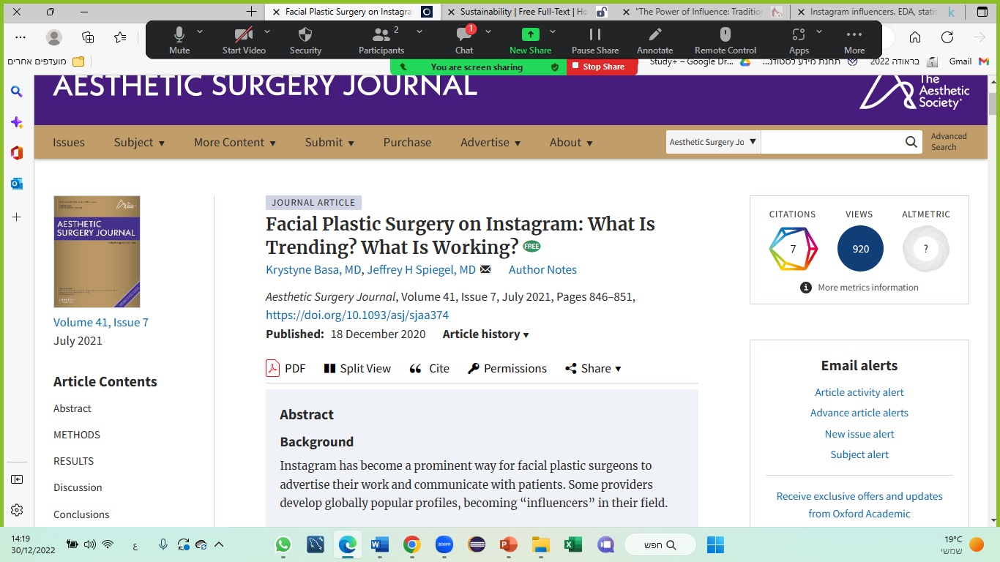 Facial Plastic Surgery on Instagra
Sustainability | Free Full-Text | Ho
"The Power of Influence: Traditio
Instagram influencers. EDA, statis
Mute
Start Video
Security
2
Participants
1
Chat
New Share
Pause Share
Annotate
Remote Control
Apps
More
You are screen sharing
Stop Share
מועדפים אחרים
Study+ – Google Dr...
תחנת מידע לסטודנ...
בראודה 2022
Gmail
AESTHETIC SURGERY JOURNAL
The
Aesthetic
Society
Issues
Subject
More Content
Submit
Purchase
Advertise
About
Aesthetic Surgery Jo
Advanced
Search
AESTHETIC
SURGERY JOURNAL
Volume 41, Issue 7
July 2021
Article Contents
Abstract
METHODS
RESULTS
Discussion
Conclusions
JOURNAL ARTICLE
Facial Plastic Surgery on Instagram: What Is
Trending? What Is Working? FREE
Krystyne Basa, MD, Jeffrey H Spiegel, MD Author Notes
Aesthetic Surgery Journal, Volume 41, Issue 7, July 2021, Pages 846–851,
https://doi.org/10.1093/asj/sjaa374
Published: 18 December 2020 Article history
PDF
Split View
Cite
Permissions
Share
Abstract
Background
Instagram has become a prominent way for facial plastic surgeons to
advertise their work and communicate with patients. Some providers
develop globally popular profiles, becoming “influencers” in their field.
CITATIONS
VIEWS
ALTMETRIC
7
920
?
More metrics information
Email alerts
Article activity alert
Advance article alerts
New issue alert
Subject alert
Receive exclusive offers and updates
from Oxford Academic
14:19
30/12/2022
ع
zoom
חפש
19°C
שמשי